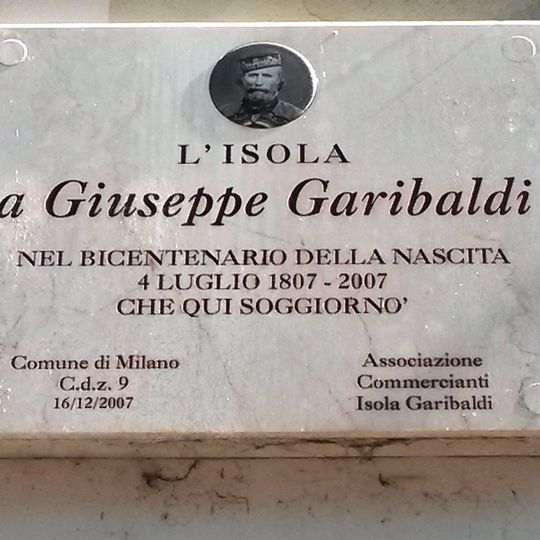 L'ISOLA
a Giuseppe Garibaldi
NEL BICENTENARIO DELLA NASCITA
4 LUGLIO 1807 - 2007
CHE QUI SOGGIORNO'
Comune di Milano
C.d.z. 9
16/12/2007
Associazione
Commercianti
Isola Garibaldi